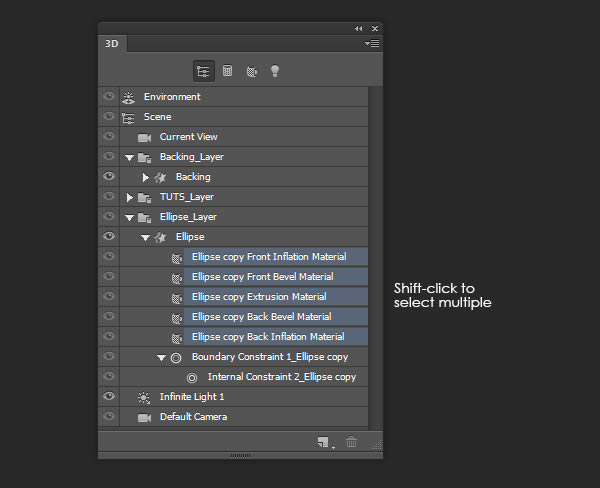 3D
Environment
Scene
Current View
Backing_Layer
Backing
TUTS_Layer
Ellipse_Layer
Ellipse
Ellipse copy Front Inflation Material
Ellipse copy Front Bevel Material
Ellipse copy Extrusion Material
Ellipse copy Back Bevel Material
Ellipse copy Back Inflation Material
Boundary Constraint 1_Ellipse copy
Internal Constraint 2_Ellipse copy
Infinite Light 1
Default Camera
Shift-click to
select multiple